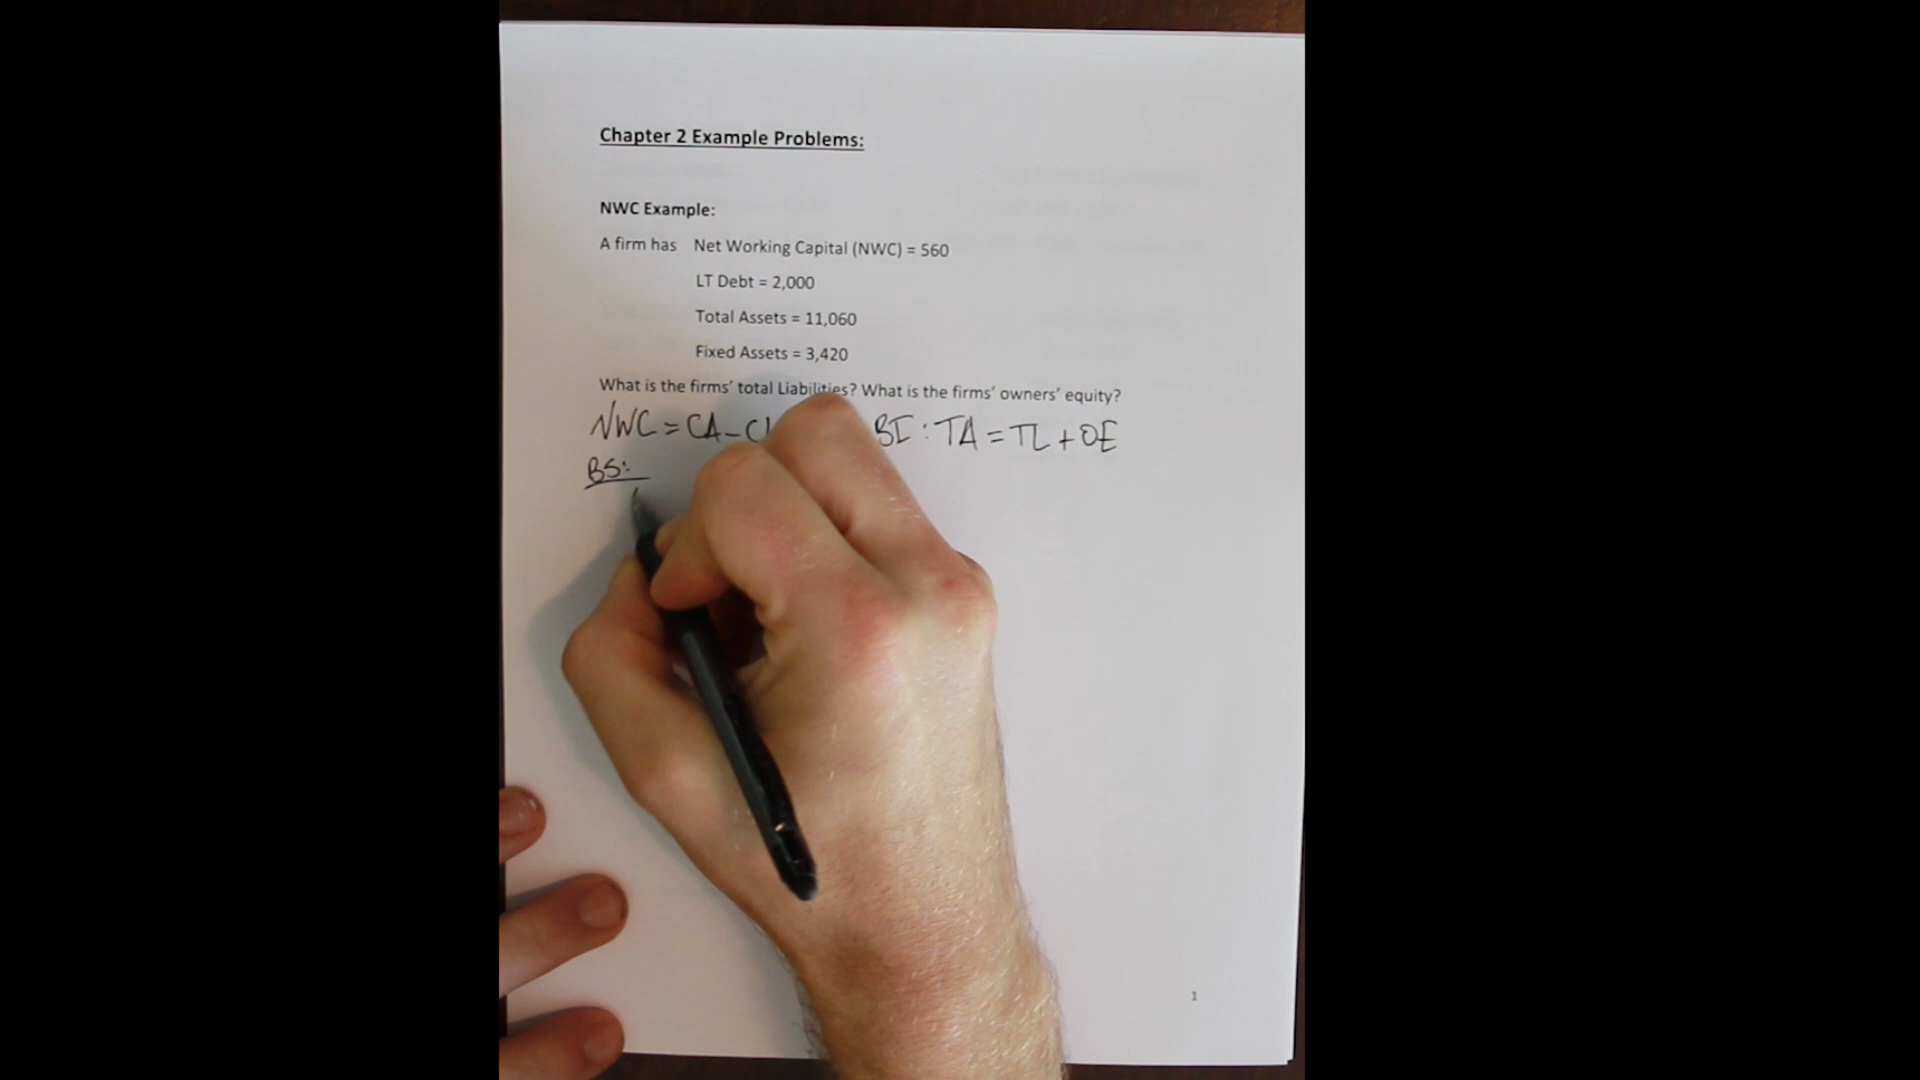 Chapter 2 Example Problems:
NWC Example:
A firm has Net Working Capital (NWC) = 560
LT Debt = 2,000
Total Assets = 11,060
Fixed Assets = 3,420
What is the firms' total Liabilities? What is the firms' owners' equity?
NWC = CA - CL BI: TA = TL + OE
BS:
1